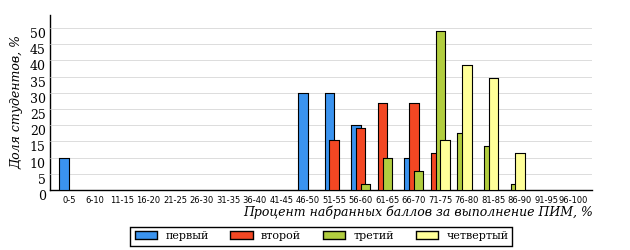 Доля студентов, %
50
45
40
35
30
25
20
15
10
5
0
0-5 6-10 11-15 16-20 21-25 26-30 31-35 36-40 41-45 46-50 51-55 56-60 61-65 66-70 71-75 76-80 81-85 86-90 91-95 96-100
Процент набранных баллов за выполнение ПИМ, %
первый второй третий четвертый